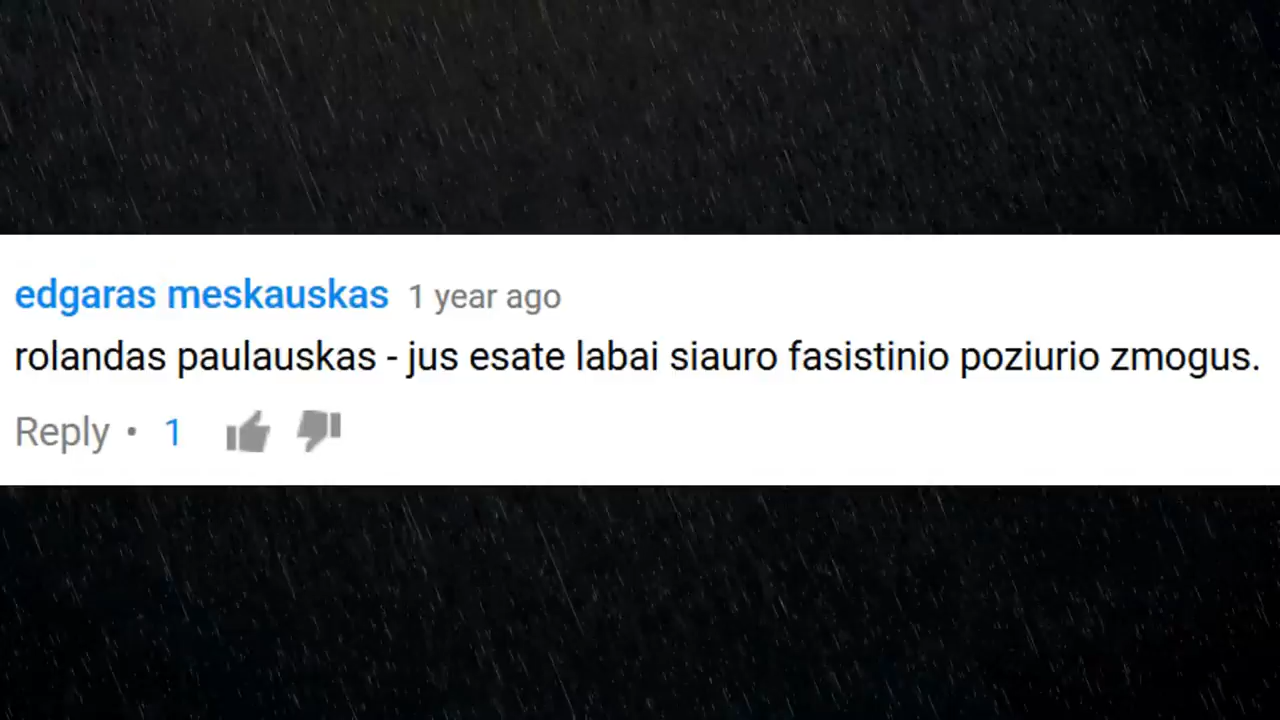 edgaras meskauskas 1 year ago
rolandas paulauskas - jus esate labai siauro fasistinio poziurio zmogus.
Reply • 1